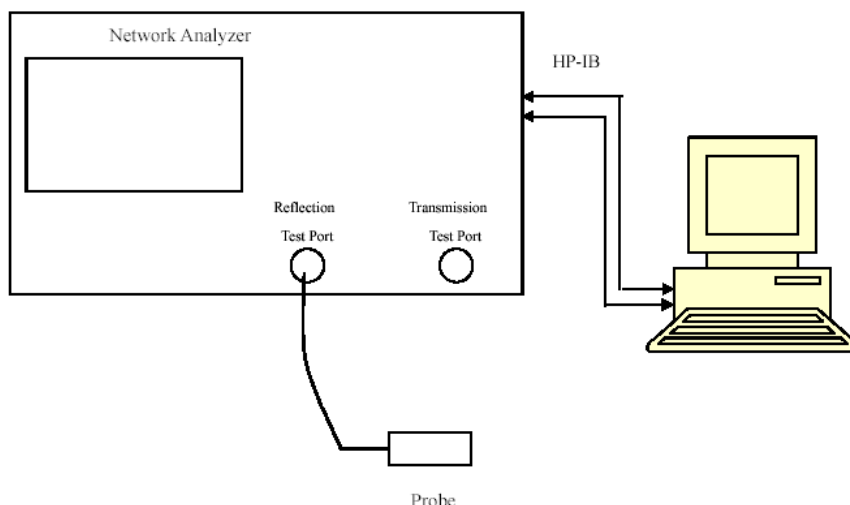 Network Analyzer
HP-IB
Reflection
Test Port
Transmission
Test Port
Probe